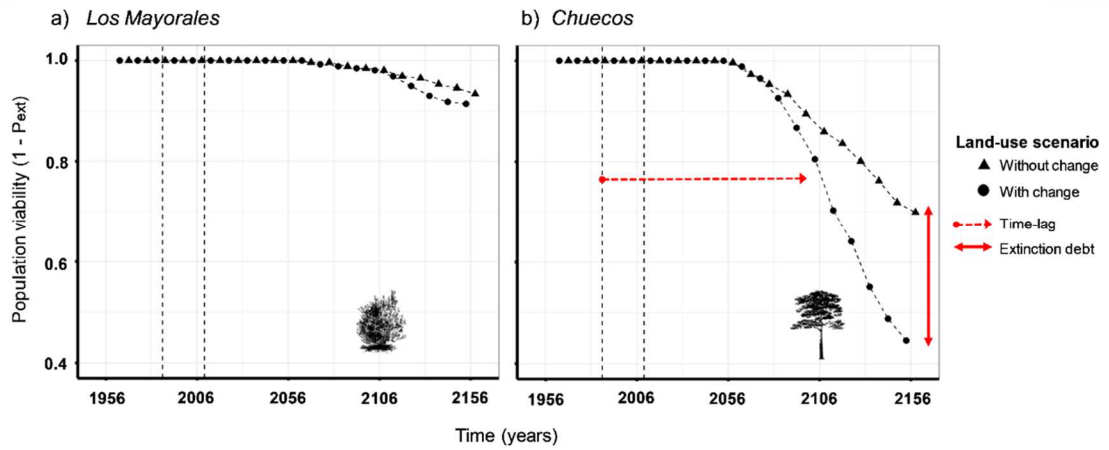 a) Los Mayorales
b) Chuecos
Population viability (1 - Pext)
1.0
0.8
0.6
0.4
1956 2006 2056 2106 2156
1956 2006 2056 2106 2156
Time (years)
Land-use scenario
Without change
With change
Time-lag
Extinction debt